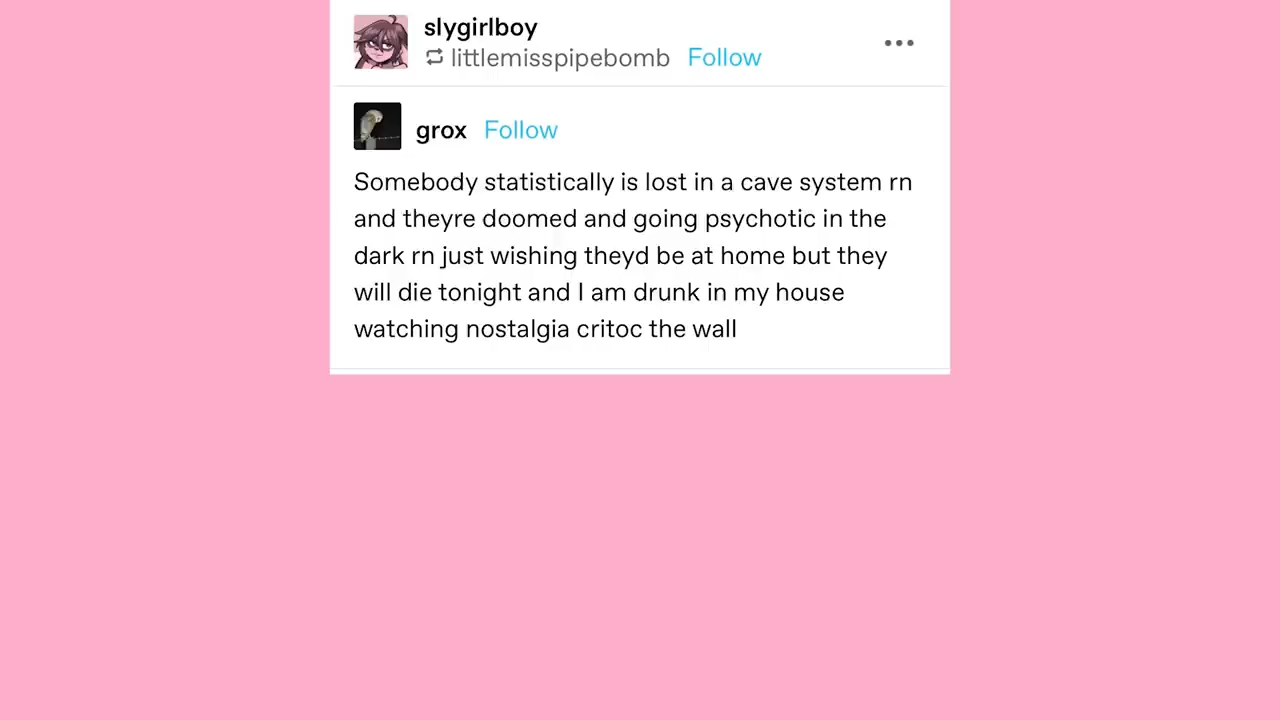 slygirlboy
littlemisspipebomb Follow
grox Follow
Somebody statistically is lost in a cave system rn
and theyre doomed and going psychotic in the
dark rn just wishing theyd be at home but they
will die tonight and I am drunk in my house
watching nostalgia critoc the wall